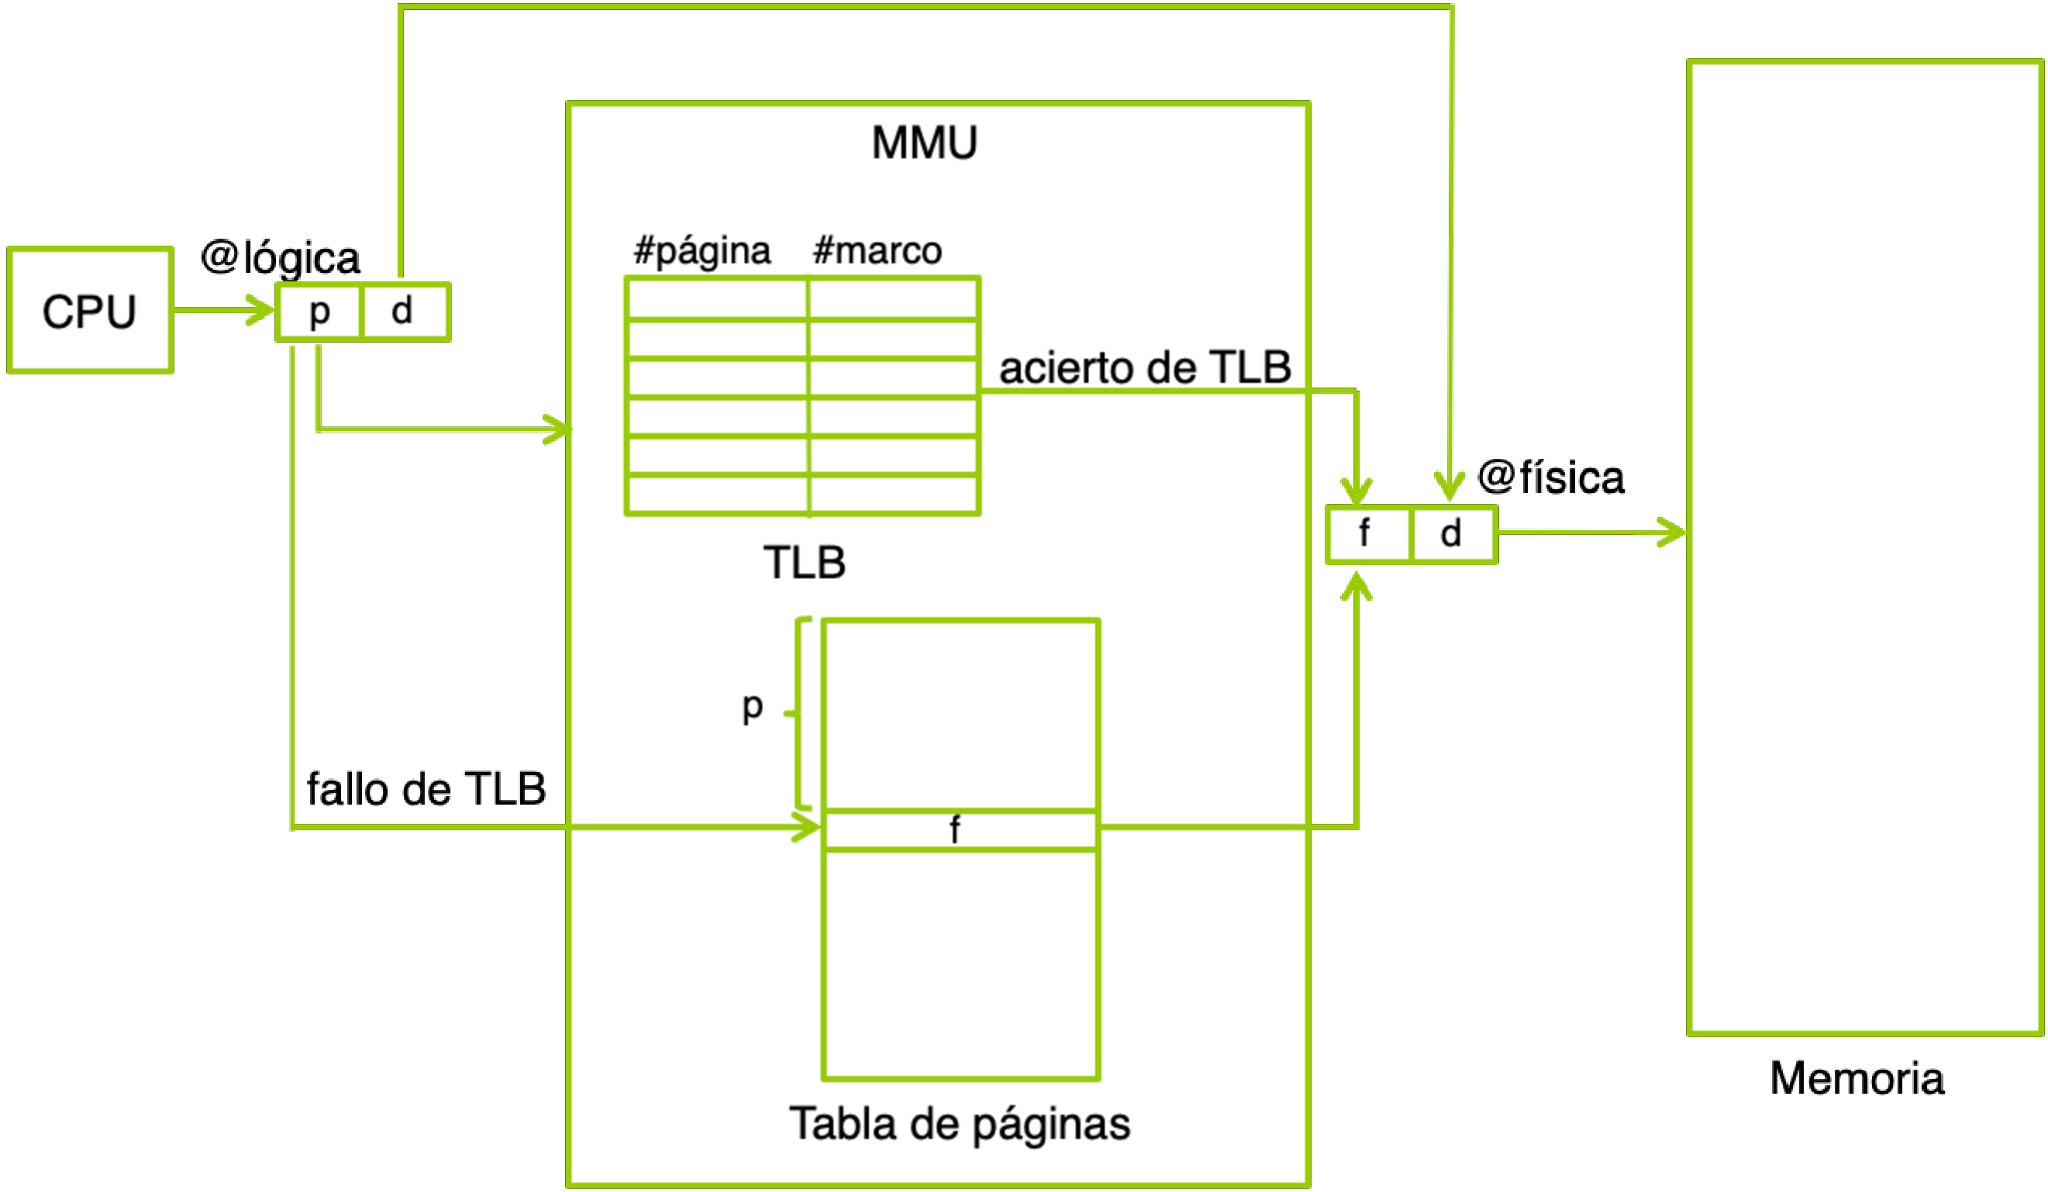 MMU
@lógica
CPU
p
d
#página
#marco
acierto de TLB
@física
f
d
TLB
p
fallo de TLB
f
Memoria
Tabla de páginas